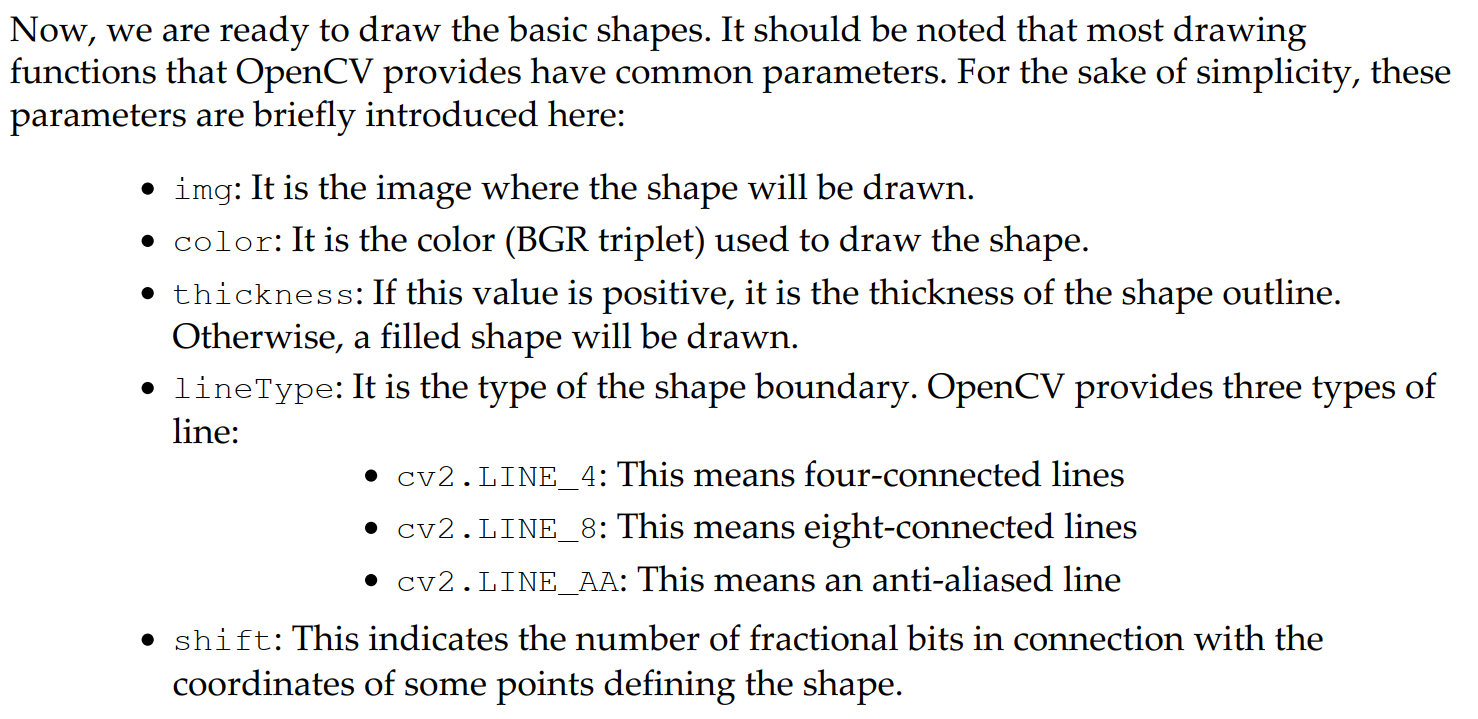 Now, we are ready to draw the basic shapes. It should be noted that most drawing
functions that OpenCV provides have common parameters. For the sake of simplicity, these
parameters are briefly introduced here:
• img: It is the image where the shape will be drawn.
• color: It is the color (BGR triplet) used to draw the shape.
• thickness: If this value is positive, it is the thickness of the shape outline.
Otherwise, a filled shape will be drawn.
• lineType: It is the type of the shape boundary. OpenCV provides three types of
line:
• cv2.LINE_4: This means four-connected lines
• cv2.LINE_8: This means eight-connected lines
• cv2.LINE_AA: This means an anti-aliased line
• shift: This indicates the number of fractional bits in connection with the
coordinates of some points defining the shape.